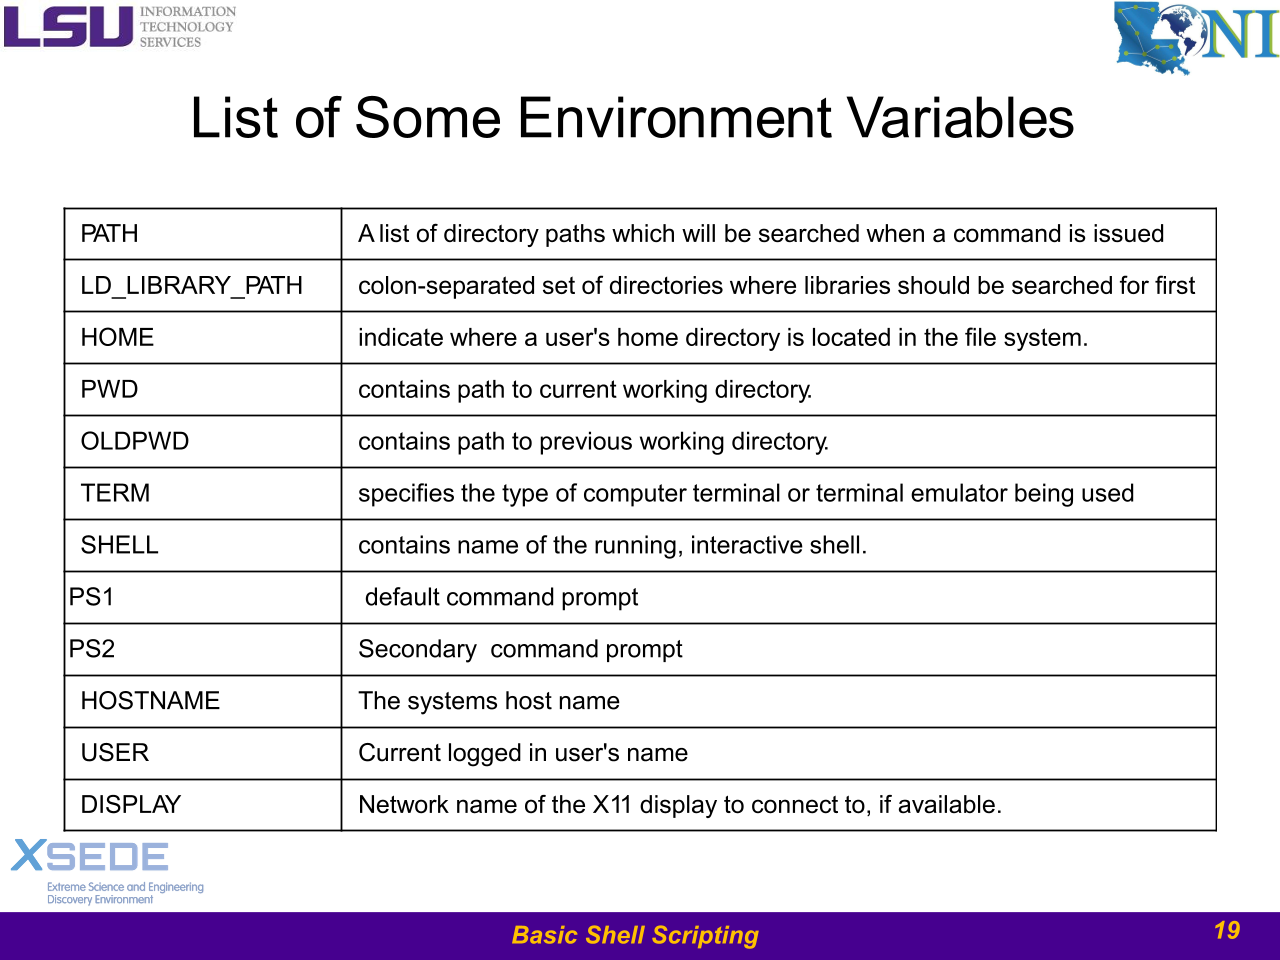 LSU INFORMATION
TECHNOLOGY
SERVICES
LONI
List of Some Environment Variables
PATH A list of directory paths which will be searched when a command is issued
LD_LIBRARY_PATH colon-separated set of directories where libraries should be searched for first
HOME indicate where a user's home directory is located in the file system.
PWD contains path to current working directory.
OLDPWD contains path to previous working directory.
TERM specifies the type of computer terminal or terminal emulator being used
SHELL contains name of the running, interactive shell.
PS1 default command prompt
PS2 Secondary  command prompt
HOSTNAME The systems host name
USER Current logged in user's name
DISPLAY Network name of the X11 display to connect to, if available.
XSEDE
Extreme Science and Engineering
Discovery Environment
Basic Shell Scripting
19